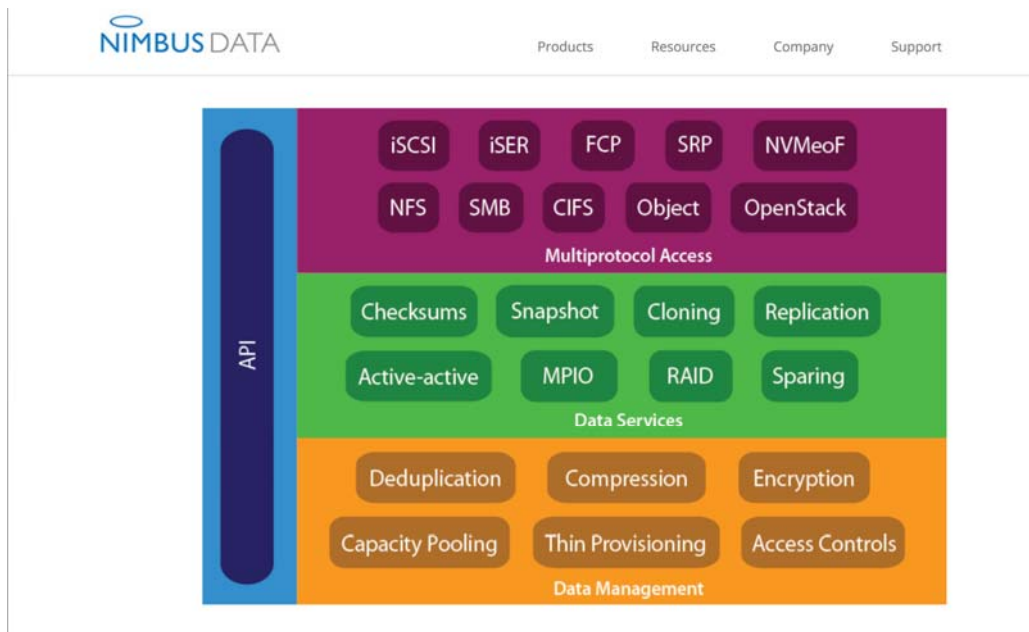 NIMBUS DATA
Products Resources Company Support
API
iSCSI iSER FCP SRP NVMeoF
NFS SMB CIFS Object OpenStack
Multiprotocol Access
Checksums Snapshot Cloning Replication
Active-active MPIO RAID Sparing
Data Services
Deduplication Compression Encryption
Capacity Pooling Thin Provisioning Access Controls
Data Management